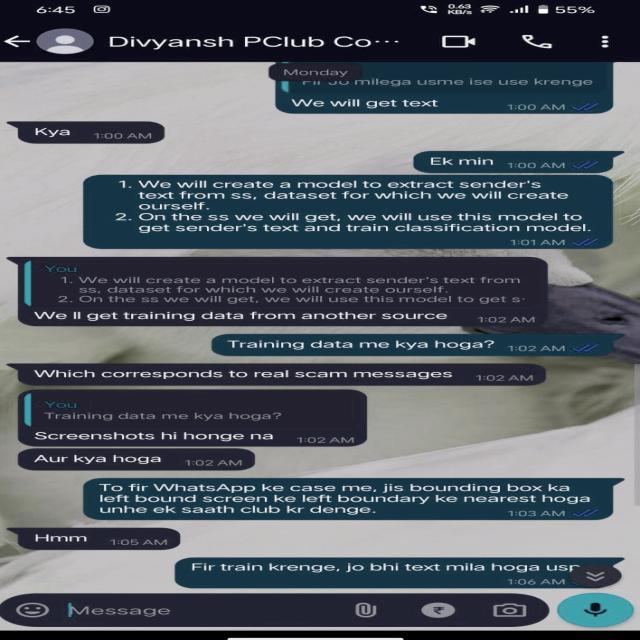 6:45
0.63
KB/s
55%
Divyansh PClub Co...
Monday
Fir Jo milega usme ise use krenge
We will get text
1:00 AM
Kya 1:00 AM
Ek min 1:00 AM
1. We will create a model to extract sender's
text from ss, dataset for which we will create
ourself.
2. On the ss we will get, we will use this model to
get sender's text and train classification model.
1:01 AM
You
1. We will create a model to extract sender's text from
ss, dataset for which we will create ourself.
2. On the ss we will get, we will use this model to get s
We ll get training data from another source
1:02 AM
Training data me kya hoga? 1:02 AM
Which corresponds to real scam messages 1:02 AM
You
Training data me kya hoga?
Screenshots hi honge na 1:02 AM
Aur kya hoga 1:02 AM
To fir WhatsApp ke case me, jis bounding box ka
left bound screen ke left boundary ke nearest hoga
unhe ek saath club kr denge.
1:03 AM
Hmm 1:05 AM
Fir train krenge, jo bhi text mila hoga usp
1:06 AM
Message
₹